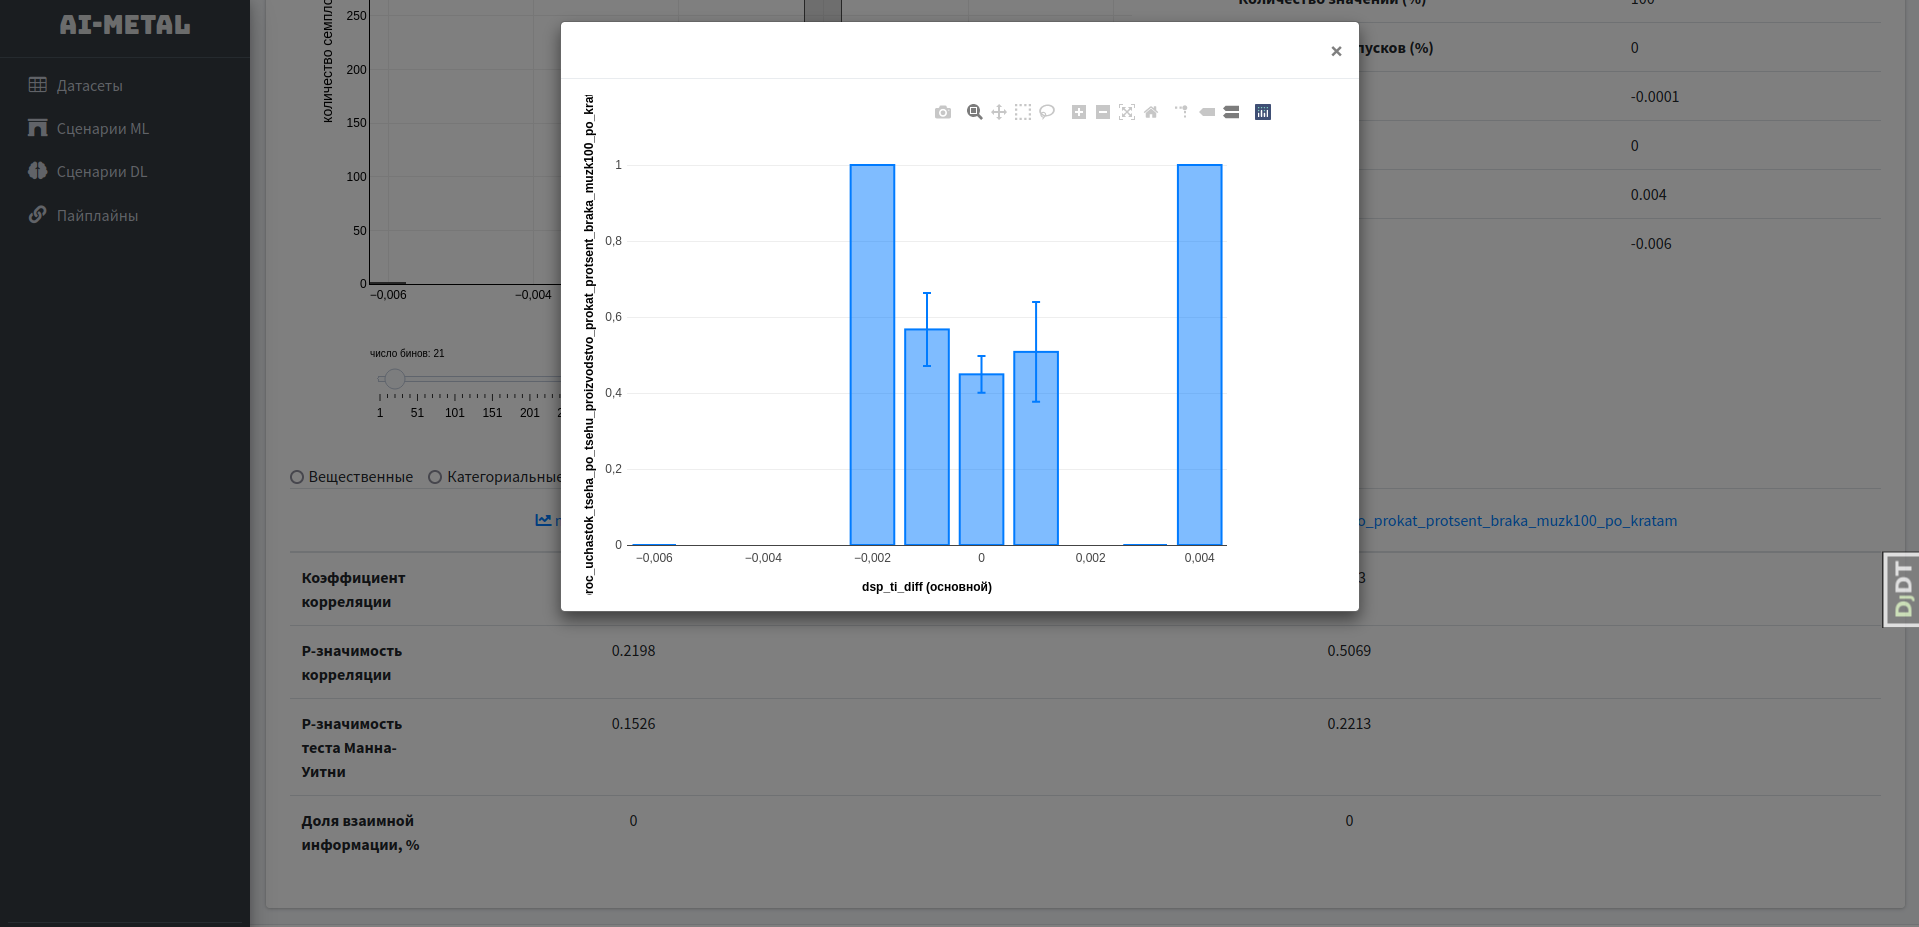 AI-METAL
Датасеты
Сценарии ML
Сценарии DL
Пайплайны
количество
250
200
150
100
50
0
−0,006
−0,004
число бинов: 21
1
51
101
151
201
Вещественные
Категориальные
Количество значений (%)
100
0
-0.0001
0
0.004
-0.006
×
1
0,8
0,6
0,4
0,2
0
−0,006
−0,004
−0,002
0
0,002
0,004
dsp_ti_diff (основной)
o_prokat_protsent_braka_muzk100_po_kratam
Коэффициент
корреляции
3
P-значимость
корреляции
0.2198
0.5069
P-значимость
теста Манна-
Уитни
0.1526
0.2213
Доля взаимной
информации, %
0
0
DjDT